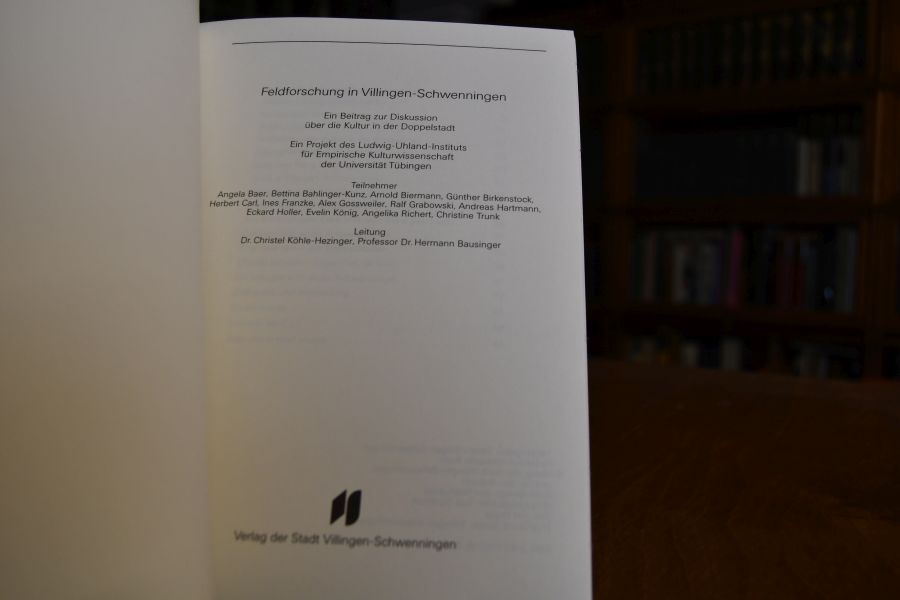 Feldforschung in Villingen-Schwenningen
Ein Beitrag zur Diskussion
über die Kultur in der Doppelstadt
Ein Projekt des Ludwig-Uhland-Instituts
für Empirische Kulturwissenschaft
der Universität Tübingen
Teilnehmer
Angela Baer, Bettina Bahlinger-Kunz, Arnold Biermann, Günther Birkenstock,
Herbert Carl, Ines Franzke, Alex Gossweiler, Ralf Grabowski, Andreas Hartmann,
Eckard Holler, Evelin König, Angelika Richert, Christine Trunk
Leitung
Dr. Christel Köhle-Hezinger, Professor Dr. Hermann Bausinger
Verlag der Stadt Villingen-Schwenningen